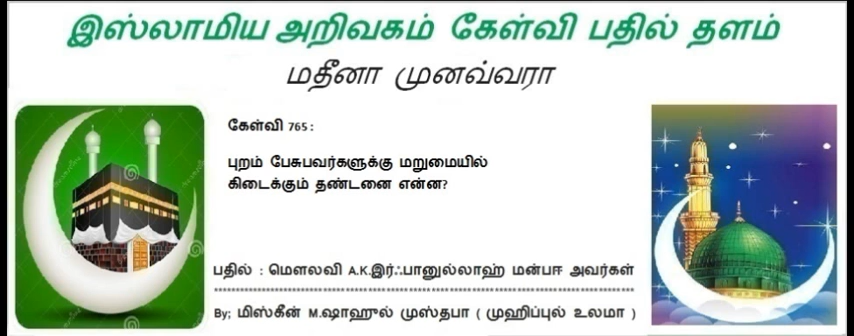 இஸ்லாமிய அறிவகம் கேள்வி பதில் தளம்
மதீனா முனவ்வரா
கேள்வி 765 :
புறம் பேசுபவர்களுக்கு மறுமையில்
கிடைக்கும் தண்டனை என்ன?
பதில் : மௌலவி A.K.இர்ஃபானுல்லாஹ் மன்பஈ அவர்கள்
By; மிஸ்கீன் M.ஷாஹுல் முஸ்தபா ( முஹிப்புல் உலமா )